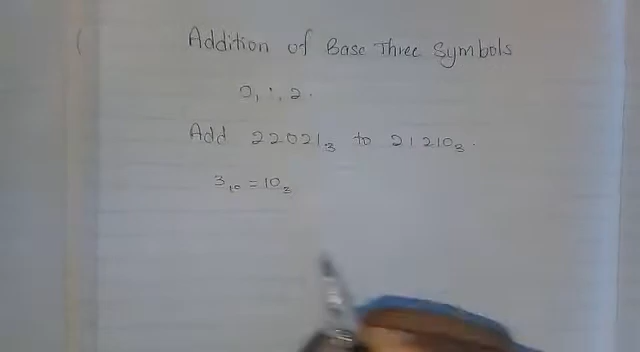 Addition of Base Three Symbols
0, 1, 2.
Add 22021₃ to 21210₃.
3₁₀ = 10₃